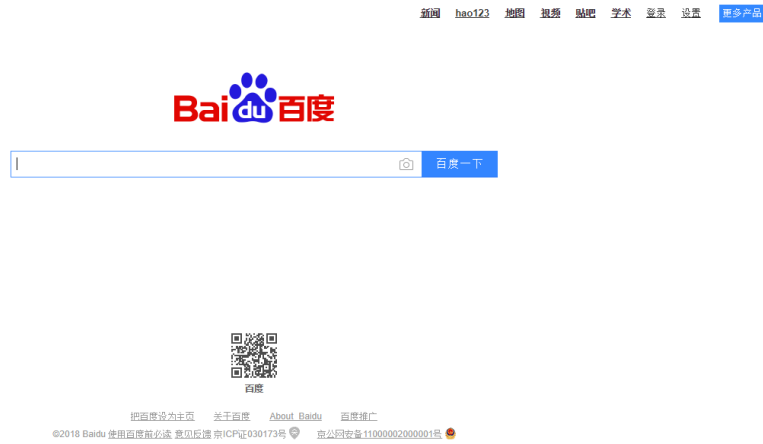 新闻 hao123 地图 视频 贴吧 学术 登录 设置 更多产品
Bai du 百度
百度一下
百度
把百度设为主页 关于百度 About Baidu 百度推广
©2018 Baidu 使用百度前必读 意见反馈 京ICP证030173号 京公网安备11000002000001号